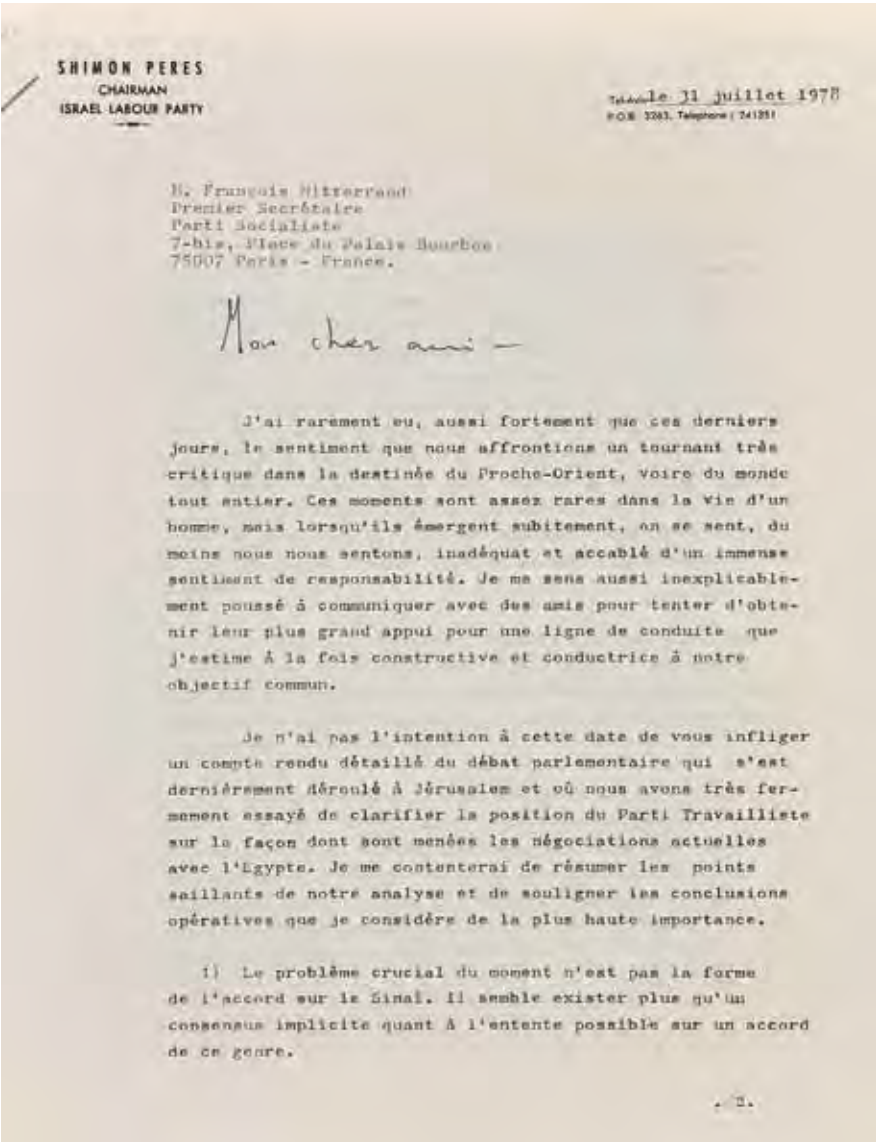 SHIMON PERES
CHAIRMAN
ISRAEL LABOUR PARTY
le 31 juillet 1978
P.O.B. 3263, Telephone: 241251
M. François Mitterrand
Premier Secrétaire
Parti Socialiste
7-bis, Place du Palais Bourbon
75007 Paris - France.
Mon cher ami -
J'ai rarement eu, aussi fortement que ces derniers
jours, le sentiment que nous affrontions un tournant très
critique dans la destinée du Proche-Orient, voire du monde
tout entier. Ces moments sont assez rares dans la Vie d'un
homme, mais lorsqu'ils émergent subitement, on se sent, du
moins nous nous sentons, inadéquat et accablé d'un immense
sentiment de responsabilité. Je me sens aussi inexplicable-
ment poussé à communiquer avec des amis pour tenter d'obte-
nir leur plus grand appui pour une ligne de conduite que
j'estime à la fois constructive et conductrice à notre
objectif commun.
Je n'ai pas l'intention à cette date de vous infliger
un compte rendu détaillé du débat parlementaire qui s'est
dernièrement déroulé à Jérusalem et où nous avons très fer-
mement essayé de clarifier la position du Parti Travailliste
sur la façon dont sont menées les négociations actuelles
avec l'Egypte. Je me contenterai de résumer les points
saillants de notre analyse et de souligner les conclusions
opératives que je considère de la plus haute importance.
1) Le problème crucial du moment n'est pas la forme
de l'accord sur le Sinaï. Il semble exister plus qu'un
consensus implicite quant à l'entente possible sur un accord
de ce genre.
. 2.